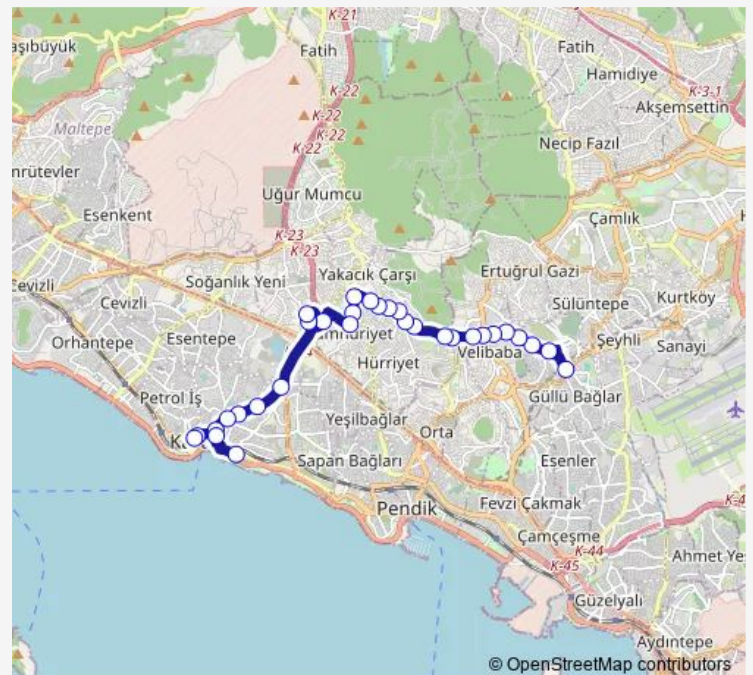 K-21
aşıbüyük
Fatih
Fatih
Hamidiye
K-22
K-3-1
Akşemsettin
K-22
K-22
K-22
Maltepe
Necip Fazıl
nrütevler
Uğur Mumcu
Esenkent
Çamlık
K-23
K-23
Soğanlık Yeni
Yakacık Çarşı
Ertuğrul Gazi
Cevizli
Cevizli
Sülüntepe
Kurtköy
Orhantepe
Esentepe
Şeyhli
Sanayi
Velibaba
Hürriyet
Petrol İş
Güllü Bağlar
Yeşilbağlar
Orta
Sapan Bağları
Esenler
Pendik
Fevzi Çakmak
K-4
Çamçeşme
K-44
K-45
Ahmet Ye
Güzelyalı
Aydıntepe
© OpenStreetMap contributors